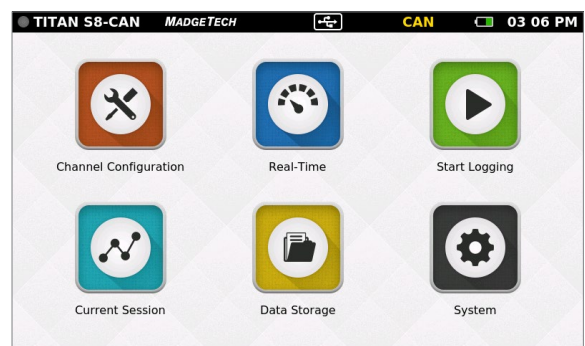 TITAN S8-CAN MADGETECH CAN 03 06 PM
Channel Configuration Real-Time Start Logging
Current Session Data Storage System